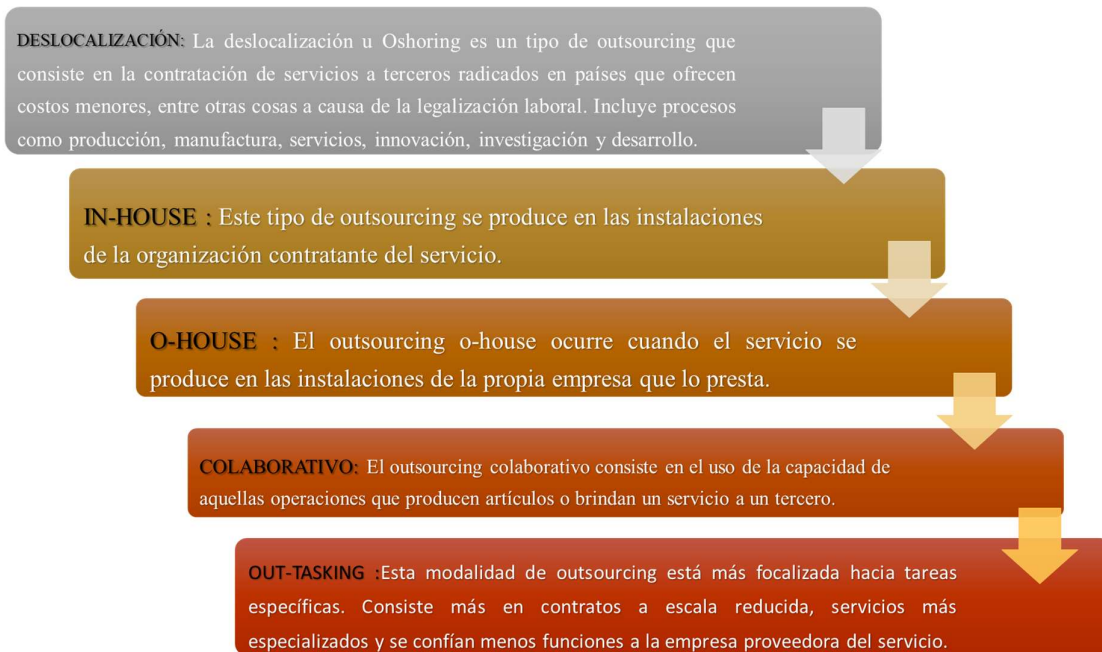 DESLOCALIZACIÓN: La deslocalización u Oshoring es un tipo de outsourcing que
consiste en la contratación de servicios a terceros radicados en países que ofrecen
costos menores, entre otras cosas a causa de la legalización laboral. Incluye procesos
como producción, manufactura, servicios, innovación, investigación y desarrollo.
IN-HOUSE : Este tipo de outsourcing se produce en las instalaciones
de la organización contratante del servicio.
O-HOUSE : El outsourcing o-house ocurre cuando el servicio se
produce en las instalaciones de la propia empresa que lo presta.
COLABORATIVO: El outsourcing colaborativo consiste en el uso de la capacidad de
aquellas operaciones que producen artículos o brindan un servicio a un tercero.
OUT-TASKING :Esta modalidad de outsourcing está más focalizada hacia tareas
específicas. Consiste más en contratos a escala reducida, servicios más
especializados y se confían menos funciones a la empresa proveedora del servicio.